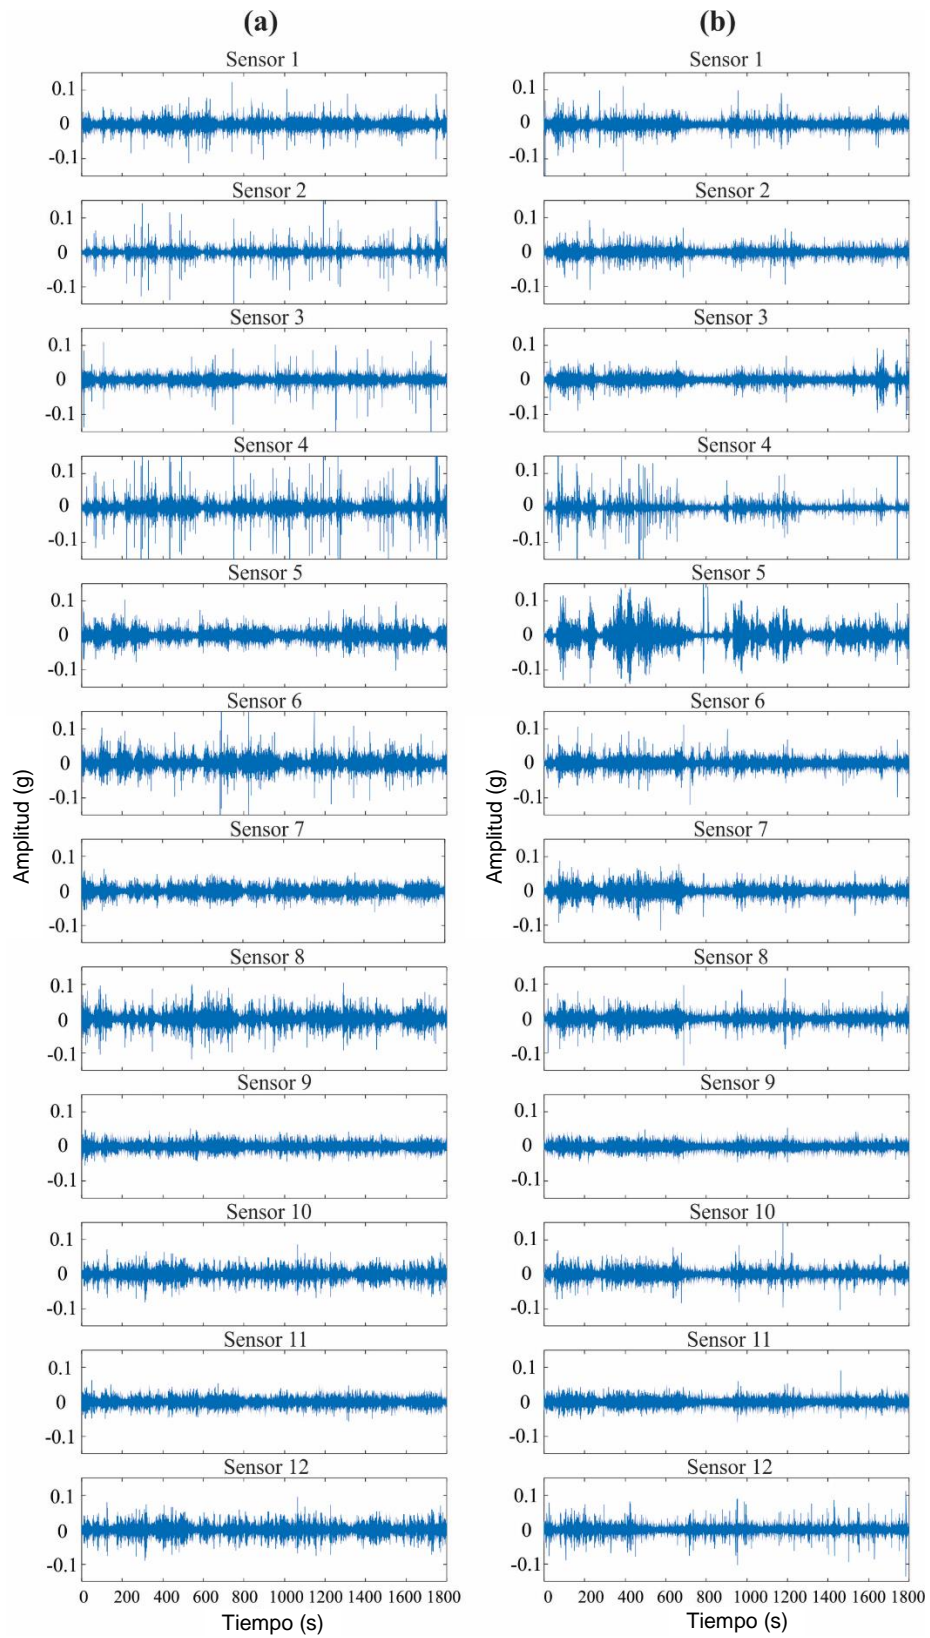 (a)
Sensor 1
0.1
0
-0.1
Sensor 2
0.1
0
-0.1
Sensor 3
0.1
0
-0.1
Sensor 4
0.1
0
-0.1
Sensor 5
0.1
0
-0.1
Sensor 6
0.1
0
-0.1
Sensor 7
0.1
0
-0.1
Sensor 8
0.1
0
-0.1
Sensor 9
0.1
0
-0.1
Sensor 10
0.1
0
-0.1
Sensor 11
0.1
0
-0.1
Sensor 12
0.1
0
-0.1
0 200 400 600 800 1000 1200 1400 1600 1800
Tiempo (s)
Amplitud (g)
(b)
Sensor 1
0.1
0
-0.1
Sensor 2
0.1
0
-0.1
Sensor 3
0.1
0
-0.1
Sensor 4
0.1
0
-0.1
Sensor 5
0.1
0
-0.1
Sensor 6
0.1
0
-0.1
Sensor 7
0.1
0
-0.1
Sensor 8
0.1
0
-0.1
Sensor 9
0.1
0
-0.1
Sensor 10
0.1
0
-0.1
Sensor 11
0.1
0
-0.1
Sensor 12
0.1
0
-0.1
0 200 400 600 800 1000 1200 1400 1600 1800
Tiempo (s)
Amplitud (g)